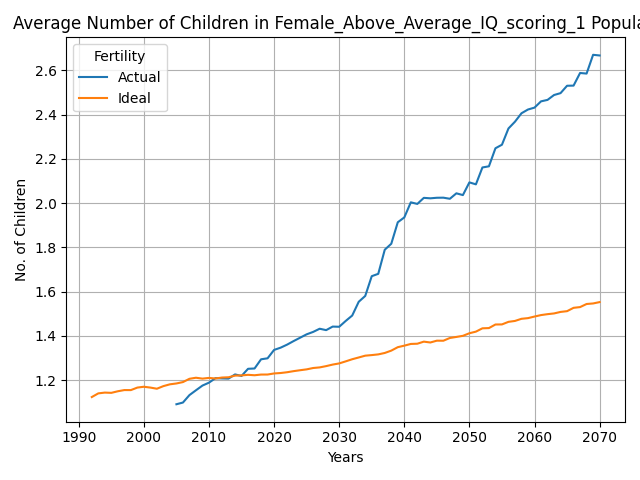 Average Number of Children in Female_Above_Average_IQ_scoring_1 Popula
Fertility
Actual
Ideal
2.6
2.4
2.2
2.0
1.8
1.6
1.4
1.2
No. of Children
1990 2000 2010 2020 2030 2040 2050 2060 2070
Years